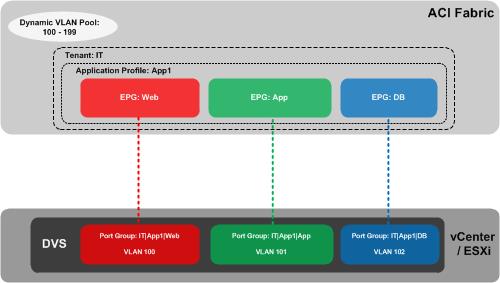 ACI Fabric
Dynamic VLAN Pool:
100 - 199
Tenant: IT
Application Profile: App1
EPG: Web
EPG: App
EPG: DB
DVS
Port Group: IT|App1|Web
VLAN 100
Port Group: IT|App1|App
VLAN 101
Port Group: IT|App1|DB
VLAN 102
vCenter
/ ESXi